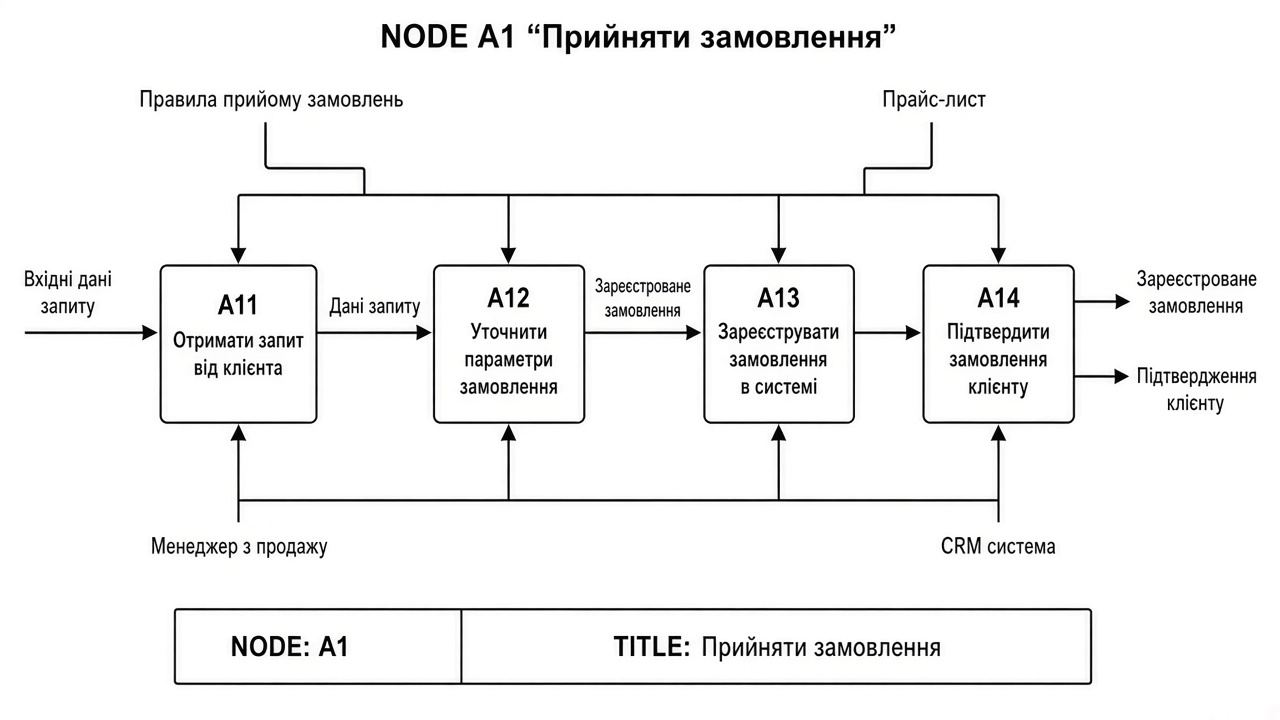 NODE A1 “Прийняти замовлення”
Правила прийому замовлень
Прайс-лист
Вхідні дані
запиту
A11
Отримати запит
від клієнта
Дані запиту
A12
Уточнити
параметри
замовлення
Зареєстроване
замовлення
A13
Зареєструвати
замовлення
в системі
A14
Підтвердити
замовлення
клієнту
Зареєстроване
замовлення
Підтвердження
клієнту
Менеджер з продажу
CRM система
NODE: A1
TITLE: Прийняти замовлення